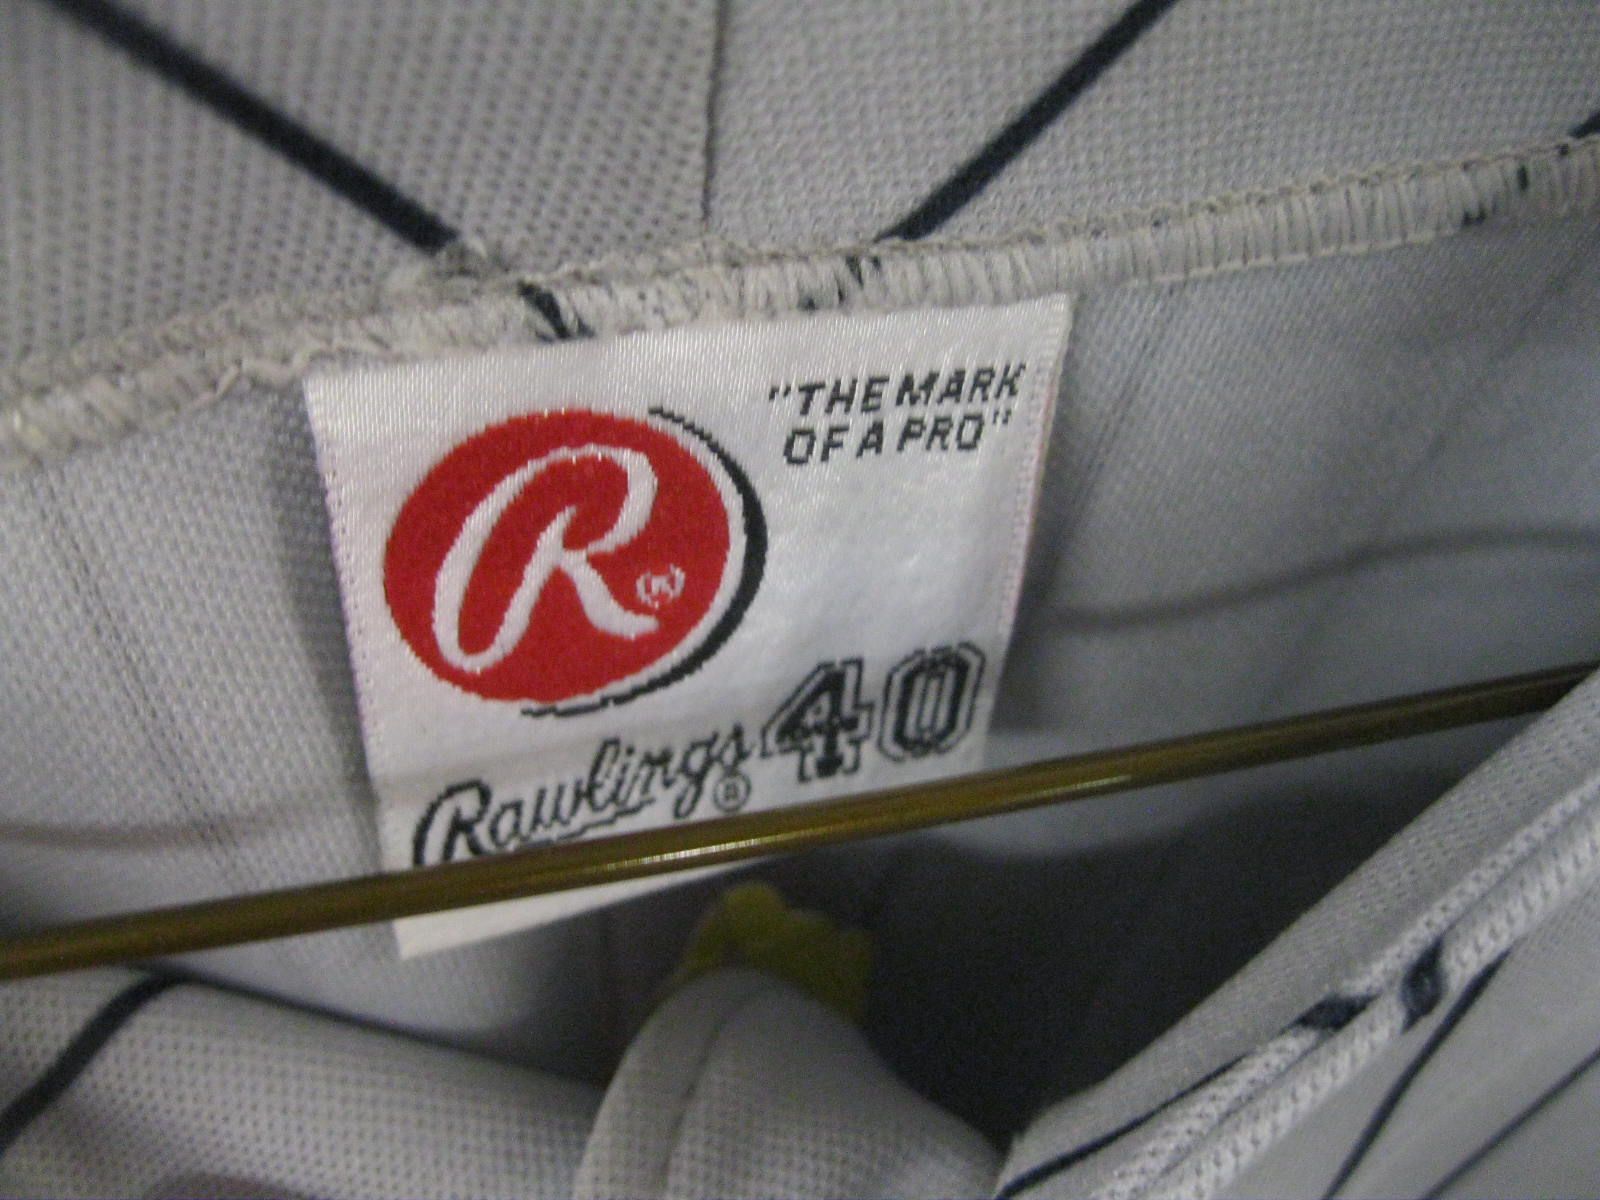 "THE MARK
OF A PRO"
R ®
Rawlings ® 40